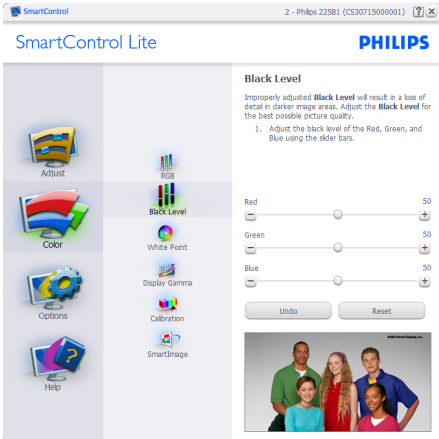 SmartControl
2 - Philips 225B1 (CS30715000001)
?
SmartControl Lite
PHILIPS
Adjust
Color
Options
Help
RGB
Black Level
White Point
Display Gamma
Calibration
SmartImage
Black Level
Improperly adjusted Black Level will result in a loss of
detail in darker image areas. Adjust the Black Level for
the best possible picture quality.
1. Adjust the black level of the Red, Green, and
Blue using the slider bars.
Red 50
Green 50
Blue 50
Undo Reset